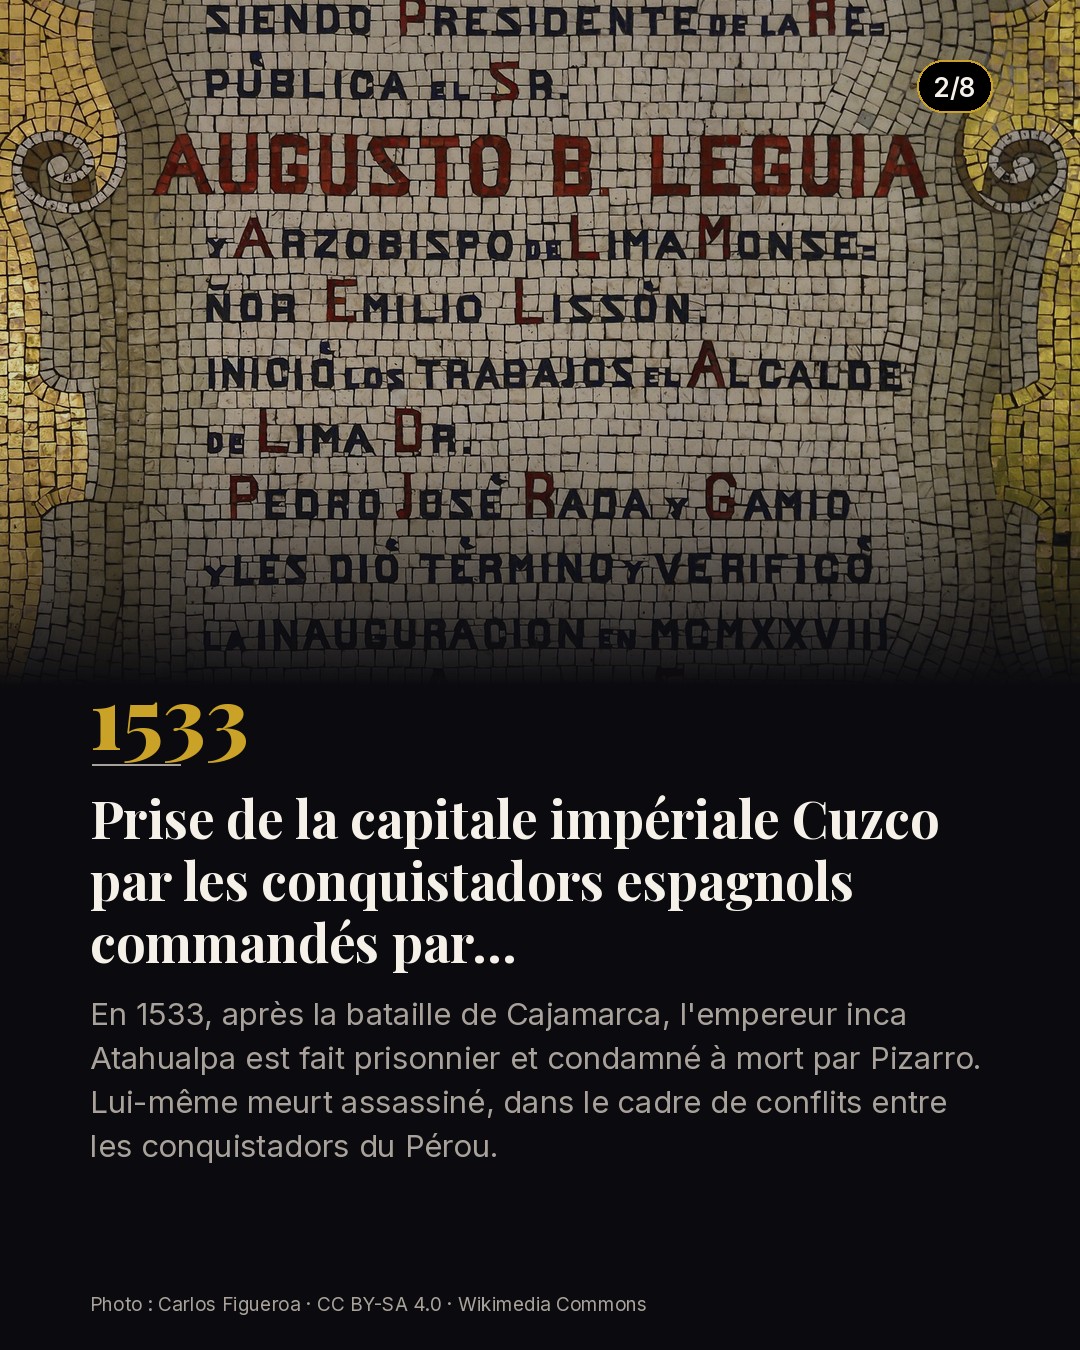 SIENDO PRESIDENTE DE LA RE=
PÚBLICA EL SR.
2/8
AUGUSTO B. LEGUIA
Y ARZOBISPO DE LIMA MONSE=
ÑOR EMILIO LISSÓN.
INICIÓ LOS TRABAJOS EL ALCALDE
DE LIMA DR.
PEDRO JOSÉ RADA Y GAMIO
Y LES DIÓ TÉRMINO Y VERIFICÓ
LA INAUGURACION EN MCMXXVIII
1533
Prise de la capitale impériale Cuzco
par les conquistadors espagnols
commandés par...
En 1533, après la bataille de Cajamarca, l'empereur inca
Atahualpa est fait prisonnier et condamné à mort par Pizarro.
Lui-même meurt assassiné, dans le cadre de conflits entre
les conquistadors du Pérou.
Photo : Carlos Figueroa · CC BY-SA 4.0 · Wikimedia Commons